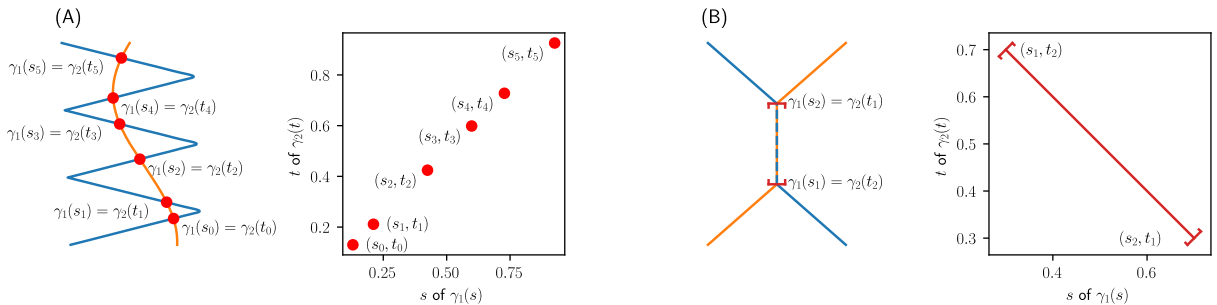 (A)
γ₁(s₅) = γ₂(t₅)
γ₁(s₄) = γ₂(t₄)
γ₁(s₃) = γ₂(t₃)
γ₁(s₂) = γ₂(t₂)
γ₁(s₁) = γ₂(t₁)
γ₁(s₀) = γ₂(t₀)
t of γ₂(t)
0.8
0.6
0.4
0.2
(s₅, t₅)
(s₄, t₄)
(s₃, t₃)
(s₂, t₂)
(s₁, t₁)
(s₀, t₀)
0.25 0.50 0.75
s of γ₁(s)
(B)
γ₁(s₂) = γ₂(t₁)
γ₁(s₁) = γ₂(t₂)
t of γ₂(t)
0.7
0.6
0.5
0.4
0.3
(s₁, t₂)
(s₂, t₁)
0.4 0.6
s of γ₁(s)